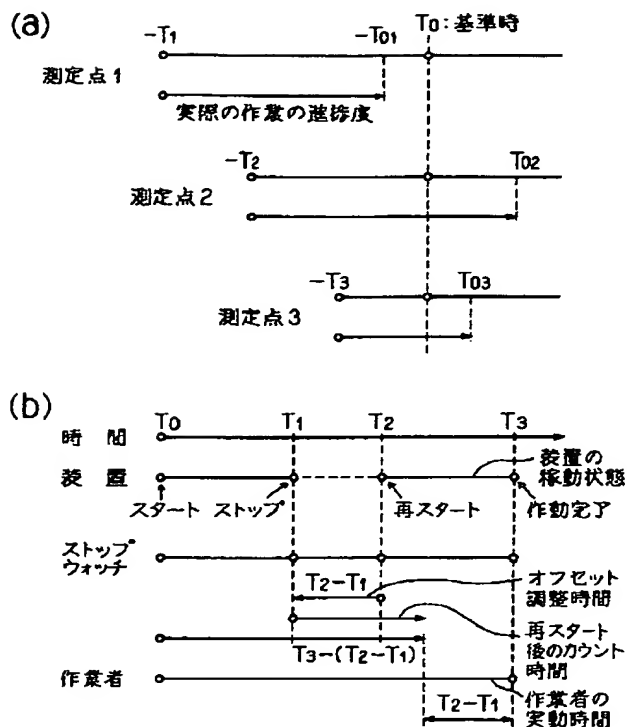 (a)
T0:基準時
-T1
-T01
測定点1
実際の作業の進捗度
-T2
T02
測定点2
-T3
T03
測定点3
(b)
T0
T1
T2
T3
時間
装置
装置の
稼動状態
スタート
ストップ
再スタート
作動完了
ストップ
ウォッチ
T2-T1
オフセット
調整時間
T3-(T2-T1)
再スタート
後のカウント
時間
作業者
T2-T1
作業者の
実動時間